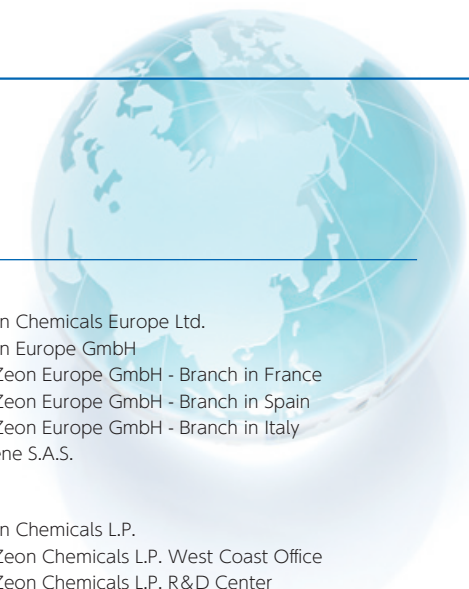 n Chemicals Europe Ltd.
n Europe GmbH
Zeon Europe GmbH - Branch in France
Zeon Europe GmbH - Branch in Spain
Zeon Europe GmbH - Branch in Italy
ene S.A.S.
n Chemicals L.P.
Zeon Chemicals L.P. West Coast Office
Zeon Chemicals L.P. R&D Center